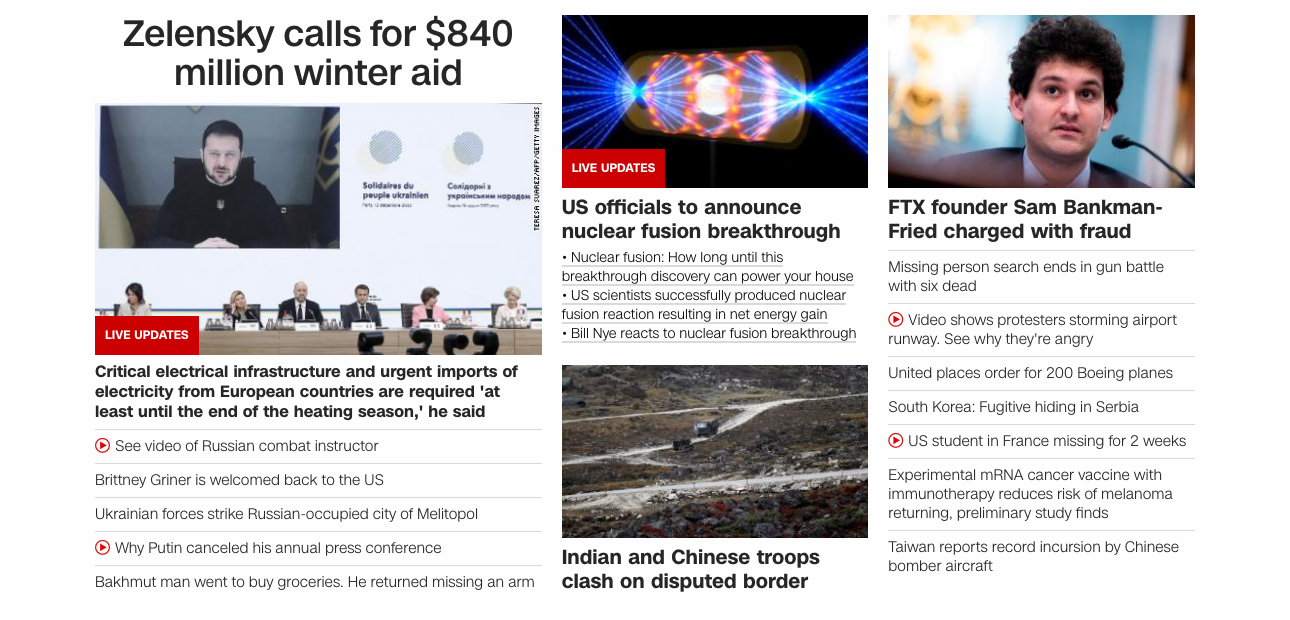 Zelensky calls for $840
million winter aid
TERESA SUAREZ/AFP/GETTY IMAGES
Solidaires du
peuple ukrainien
Paris, 13 décembre 2022
Солідарні з
українським народом
LIVE UPDATES
Critical electrical infrastructure and urgent imports of
electricity from European countries are required 'at
least until the end of the heating season,' he said
See video of Russian combat instructor
Brittney Griner is welcomed back to the US
Ukrainian forces strike Russian-occupied city of Melitopol
Why Putin canceled his annual press conference
Bakhmut man went to buy groceries. He returned missing an arm
LIVE UPDATES
US officials to announce
nuclear fusion breakthrough
• Nuclear fusion: How long until this
breakthrough discovery can power your house
• US scientists successfully produced nuclear
fusion reaction resulting in net energy gain
• Bill Nye reacts to nuclear fusion breakthrough
Indian and Chinese troops
clash on disputed border
FTX founder Sam Bankman-
Fried charged with fraud
Missing person search ends in gun battle
with six dead
Video shows protesters storming airport
runway. See why they're angry
United places order for 200 Boeing planes
South Korea: Fugitive hiding in Serbia
US student in France missing for 2 weeks
Experimental mRNA cancer vaccine with
immunotherapy reduces risk of melanoma
returning, preliminary study finds
Taiwan reports record incursion by Chinese
bomber aircraft